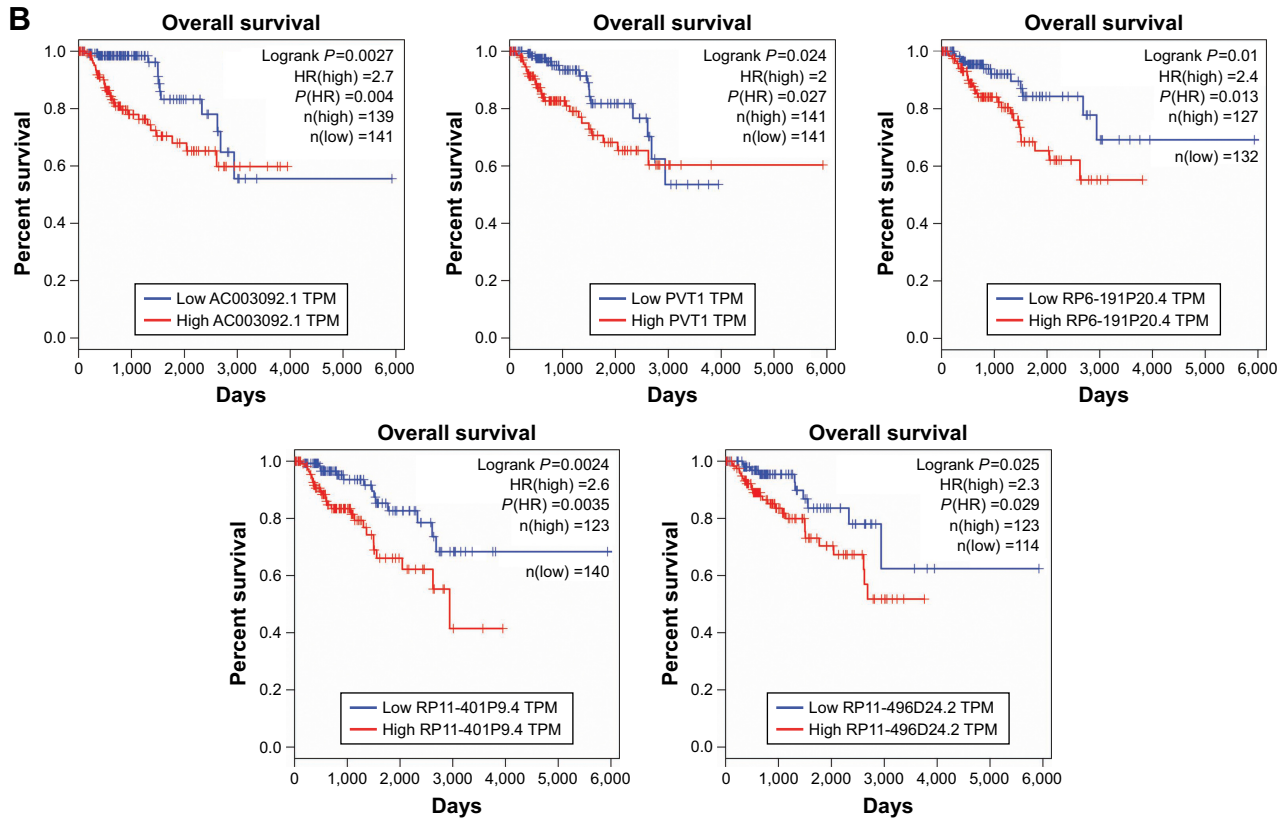 B
Overall survival
Logrank P=0.0027
HR(high) =2.7
P(HR) =0.004
n(high) =139
n(low) =141
Percent survival
1.0
0.8
0.6
0.4
0.2
0.0
Low AC003092.1 TPM
High AC003092.1 TPM
0 1,000 2,000 3,000 4,000 5,000 6,000
Days
Overall survival
Logrank P=0.024
HR(high) =2
P(HR) =0.027
n(high) =141
n(low) =141
Percent survival
1.0
0.8
0.6
0.4
0.2
0.0
Low PVT1 TPM
High PVT1 TPM
0 1,000 2,000 3,000 4,000 5,000 6,000
Days
Overall survival
Logrank P=0.01
HR(high) =2.4
P(HR) =0.013
n(high) =127
n(low) =132
Percent survival
1.0
0.8
0.6
0.4
0.2
0.0
Low RP6-191P20.4 TPM
High RP6-191P20.4 TPM
0 1,000 2,000 3,000 4,000 5,000 6,000
Days
Overall survival
Logrank P=0.0024
HR(high) =2.6
P(HR) =0.0035
n(high) =123
n(low) =140
Percent survival
1.0
0.8
0.6
0.4
0.2
0.0
Low RP11-401P9.4 TPM
High RP11-401P9.4 TPM
0 1,000 2,000 3,000 4,000 5,000 6,000
Days
Overall survival
Logrank P=0.025
HR(high) =2.3
P(HR) =0.029
n(high) =123
n(low) =114
Percent survival
1.0
0.8
0.6
0.4
0.2
0.0
Low RP11-496D24.2 TPM
High RP11-496D24.2 TPM
0 1,000 2,000 3,000 4,000 5,000 6,000
Days